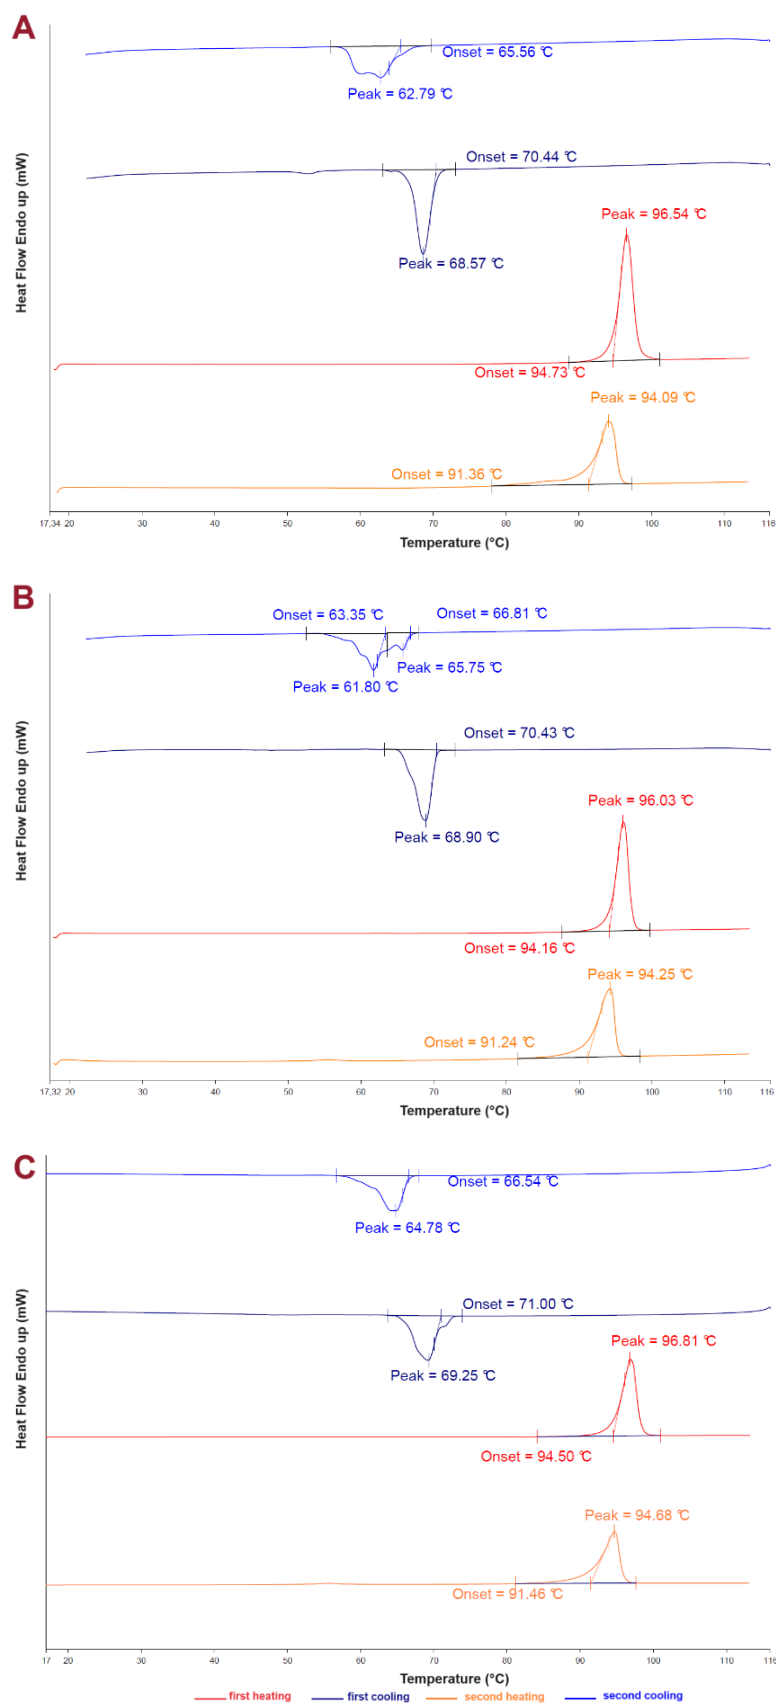 A
Onset = 65.56 °C
Peak = 62.79 °C
Onset = 70.44 °C
Peak = 68.57 °C
Peak = 96.54 °C
Onset = 94.73 °C
Peak = 94.09 °C
Onset = 91.36 °C
Heat Flow Endo up (mW)
17,34 20 30 40 50 60 70 80 90 100 110 116
Temperature (°C)
B
Onset = 63.35 °C
Onset = 66.81 °C
Peak = 65.75 °C
Peak = 61.80 °C
Onset = 70.43 °C
Peak = 68.90 °C
Peak = 96.03 °C
Onset = 94.16 °C
Peak = 94.25 °C
Onset = 91.24 °C
Heat Flow Endo up (mW)
17,32 20 30 40 50 60 70 80 90 100 110 116
Temperature (°C)
C
Onset = 66.54 °C
Peak = 64.78 °C
Onset = 71.00 °C
Peak = 69.25 °C
Peak = 96.81 °C
Onset = 94.50 °C
Peak = 94.68 °C
Onset = 91.46 °C
Heat Flow Endo up (mW)
17 20 30 40 50 60 70 80 90 100 110 116
Temperature (°C)
first heating first cooling second heating second cooling